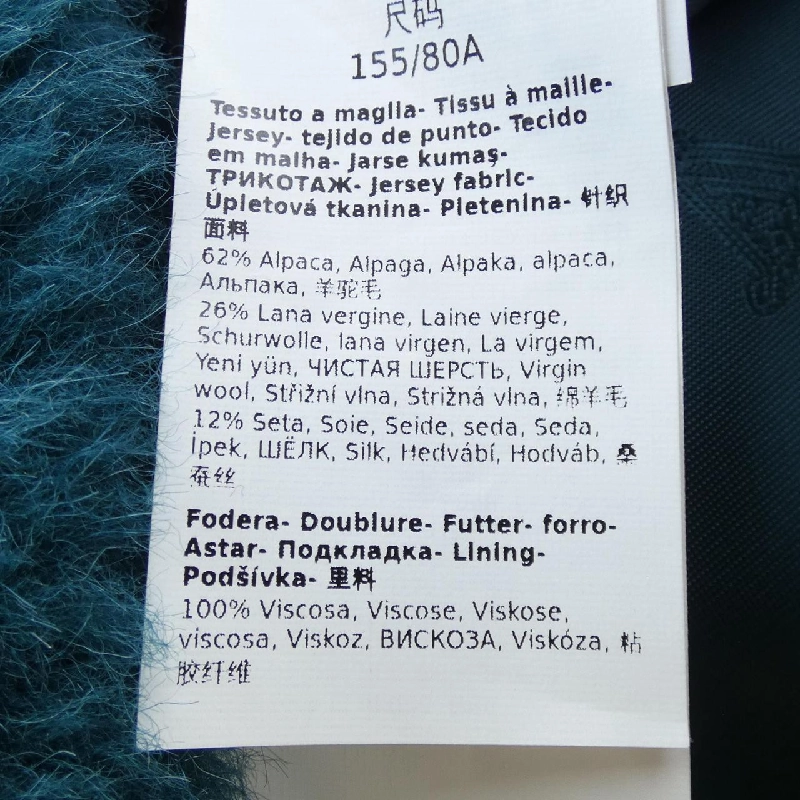 尺码
155/80A
Tessuto a maglia- Tissu à maille-
Jersey- tejido de punto- Tecido
em malha- Jarse kumaş-
ТРИКОТАЖ- Jersey fabric-
Úpletová tkanina- Pletenina- 针织
面料
62% Alpaca, Alpaga, Alpaka, alpaca,
Альпака, 羊驼毛
26% Lana vergine, Laine vierge,
Schurwolle, lana virgen, La virgem,
Yeni yün, ЧИСТАЯ ШЕРСТЬ, Virgin
wool, Střižní vlna, Strižná vlna, 绵羊毛
12% Seta, Soie, Seide, seda, Seda,
İpek, ШЁЛК, Silk, Hedvábí, Hodváb, 桑
蚕丝
Fodera- Doublure- Futter- forro-
Astar- Подкладка- Lining-
Podšívka- 里料
100% Viscosa, Viscose, Viskose,
viscosa, Viskoz, ВИСКОЗА, Viskóza, 粘
胶纤维